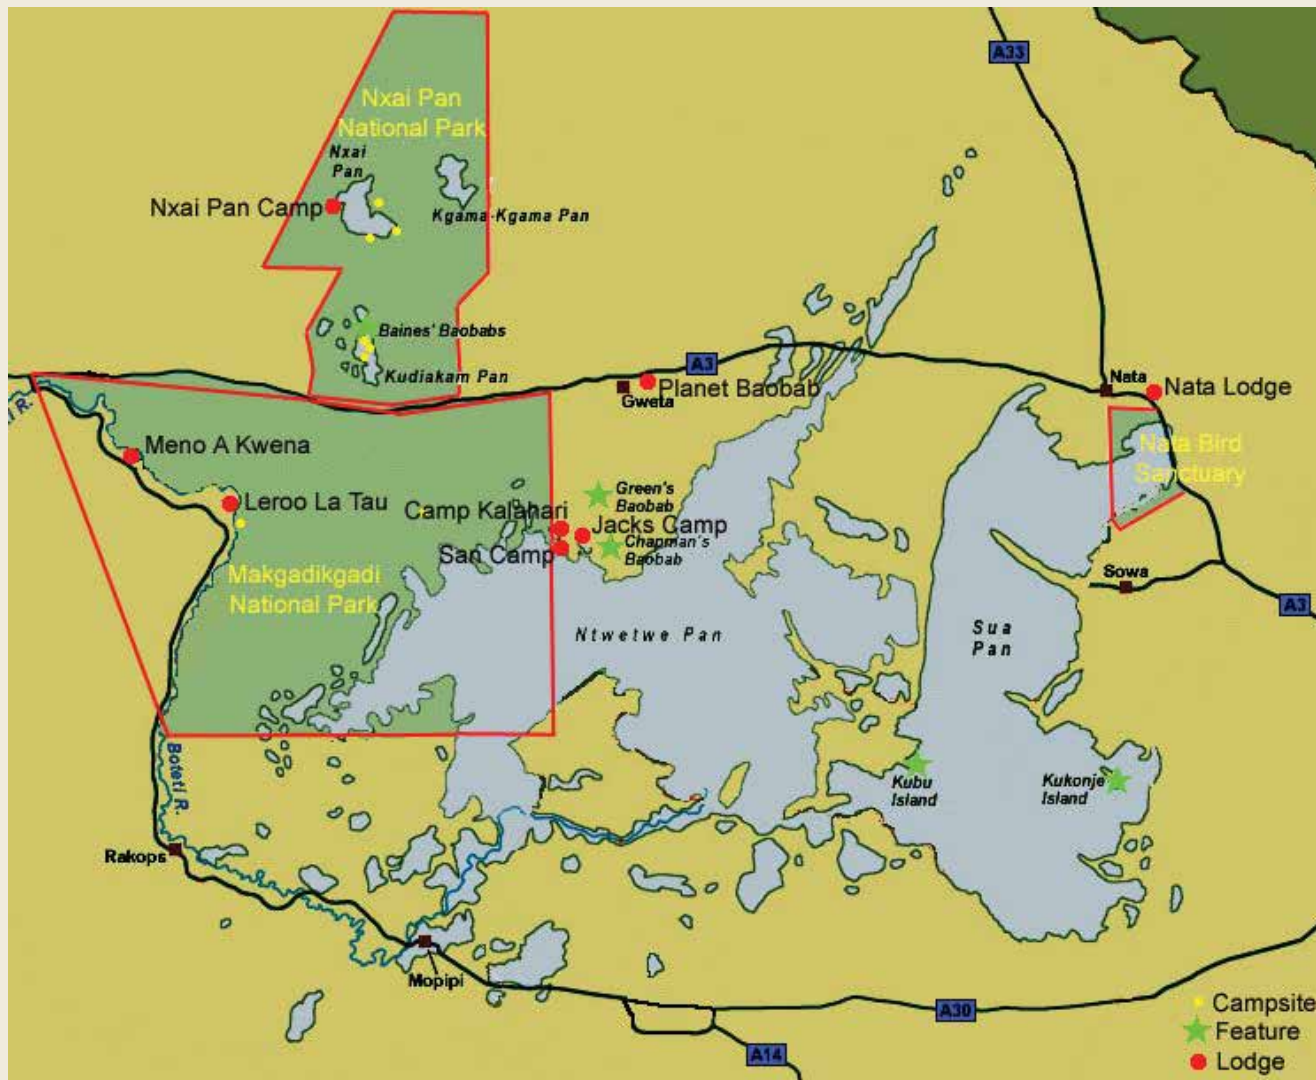 A33
Nxai Pan
National Park
Nxai
Pan
Nxai Pan Camp
Kgama-Kgama Pan
Baines' Baobabs
Kudiakam Pan
A3
Planet Baobab
Gweta
Nata
Nata Lodge
Nata Bird
Sanctuary
R.
Meno A Kwena
Leroo La Tau
Green's
Baobab
Camp Kalahari
Jacks Camp
San Camp
Chapman's
Baobab
Makgadikgadi
National Park
Sowa
A3
Ntwetwe Pan
Sua
Pan
Boteti R.
Kubu
Island
Kukonje
Island
Rakops
Mopipi
A30
A14
Campsite
Feature
Lodge